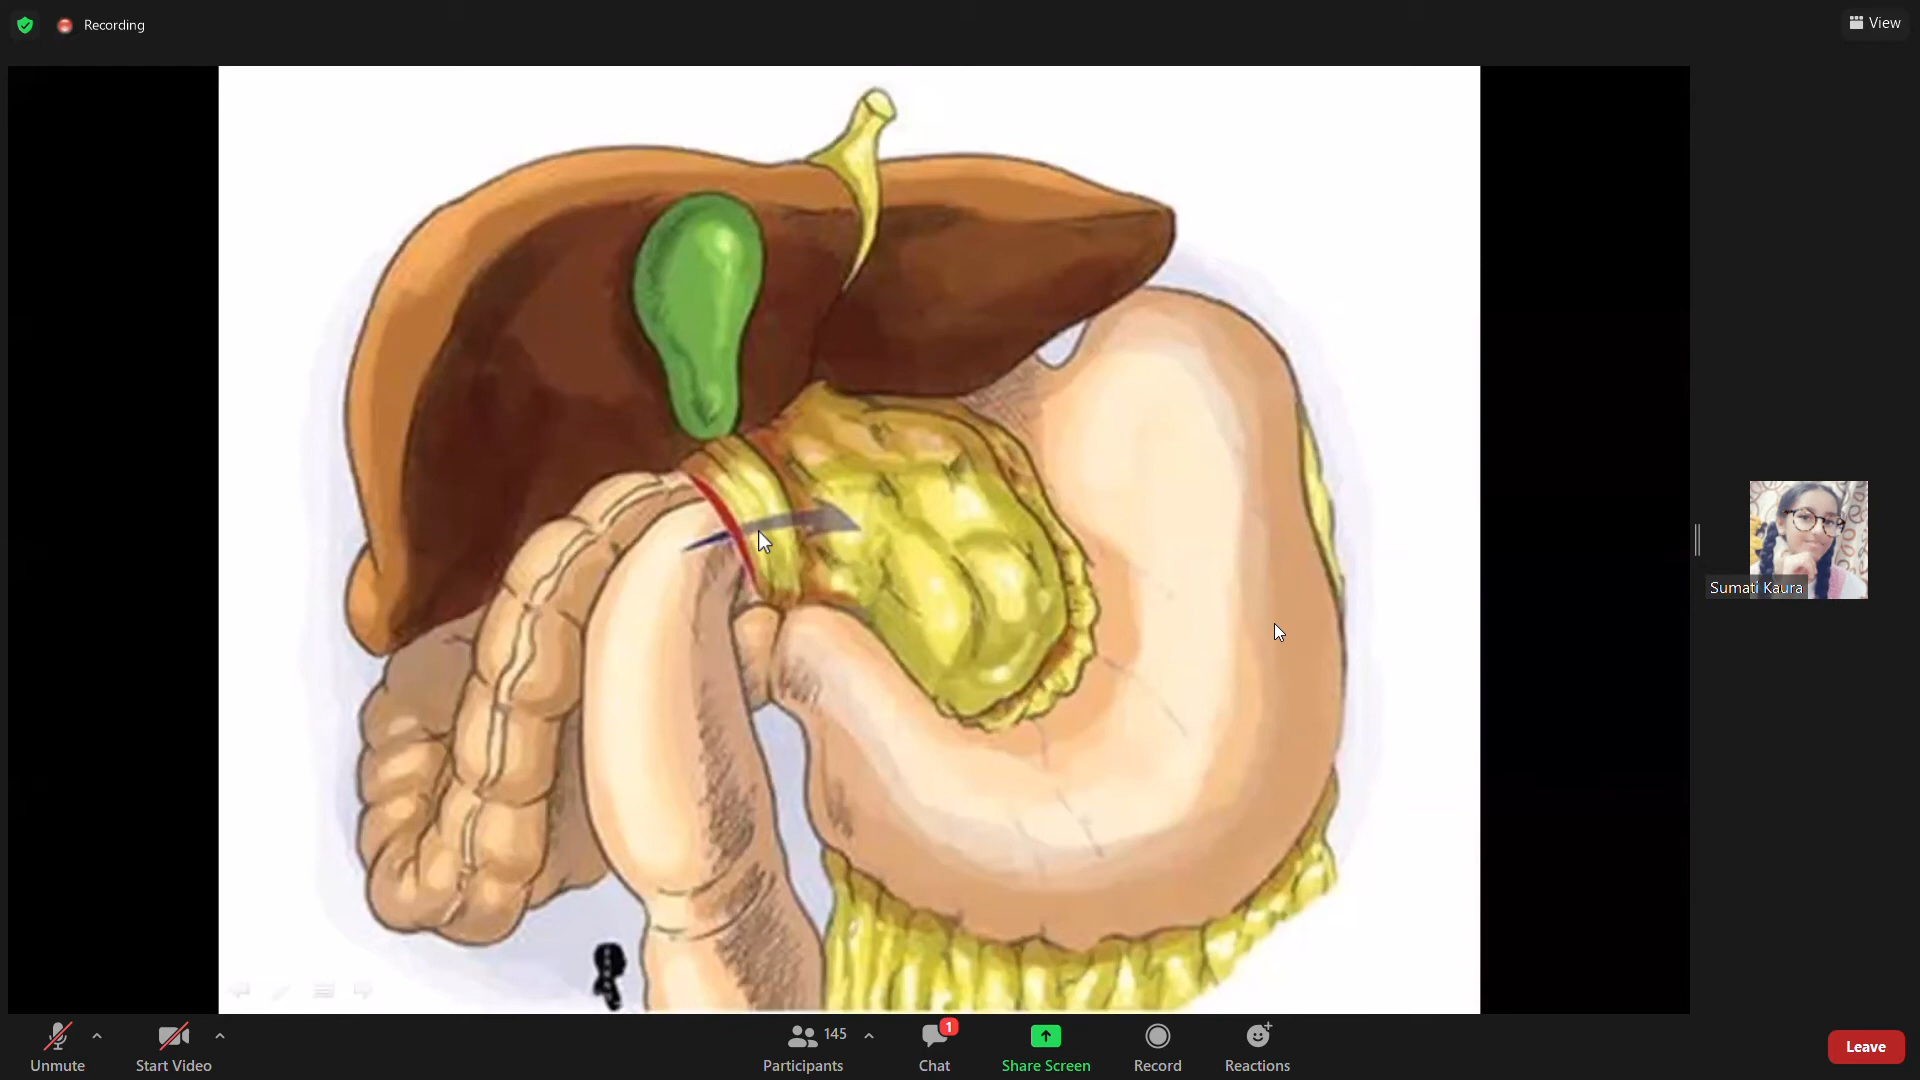 Recording
View
Sumati Kaura
Unmute
Start Video
145
Participants
1
Chat
Share Screen
Record
Reactions
Leave